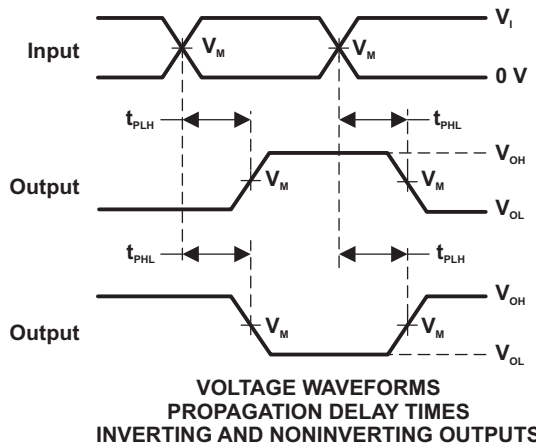 Input
V_M
V_M
V_I
0 V
t_PLH
t_PHL
Output
V_M
V_M
V_OH
V_OL
t_PHL
t_PLH
Output
V_M
V_M
V_OH
V_OL
VOLTAGE WAVEFORMS
PROPAGATION DELAY TIMES
INVERTING AND NONINVERTING OUTPUTS